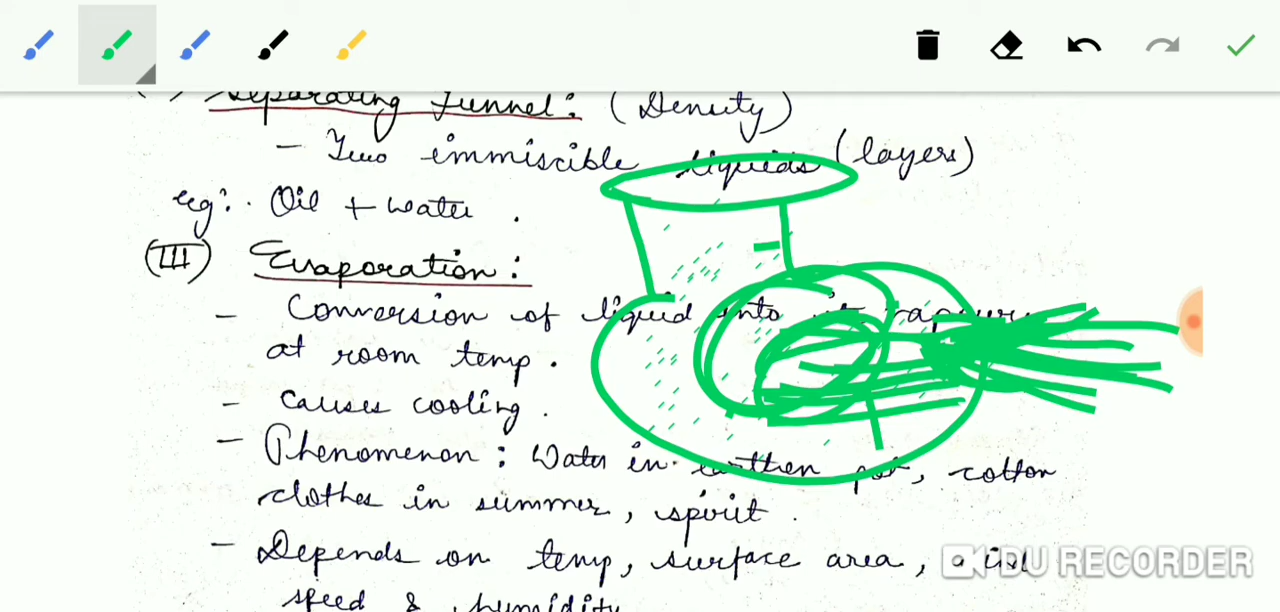 Separating Funnel: (Density)
- Two immiscible liquids (layers)
eg:. Oil + water .
(III) Evaporation :
- Conversion of liquid into its vapours
at room temp .
- Causes cooling .
- Phenomenon : Water in earthen pot, cotton
clothes in summer, spirit .
- Depends on temp, surface area,
speed & humidity
DU RECORDER